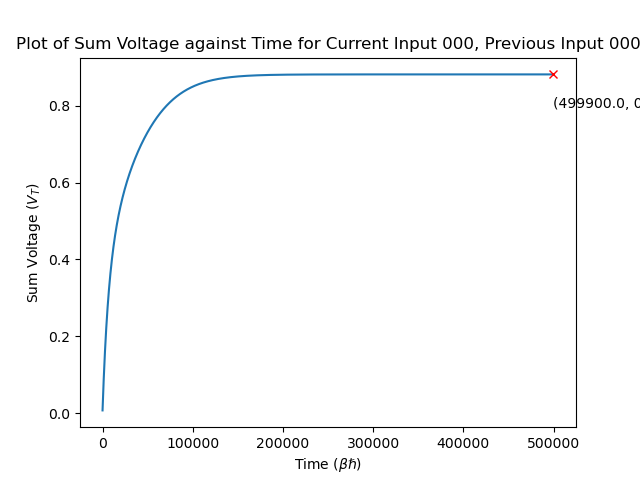 Plot of Sum Voltage against Time for Current Input 000, Previous Input 000
0.8
(499900.0, 0
0.6
0.4
0.2
0.0
Sum Voltage (V_T)
0 100000 200000 300000 400000 500000
Time (βħ)